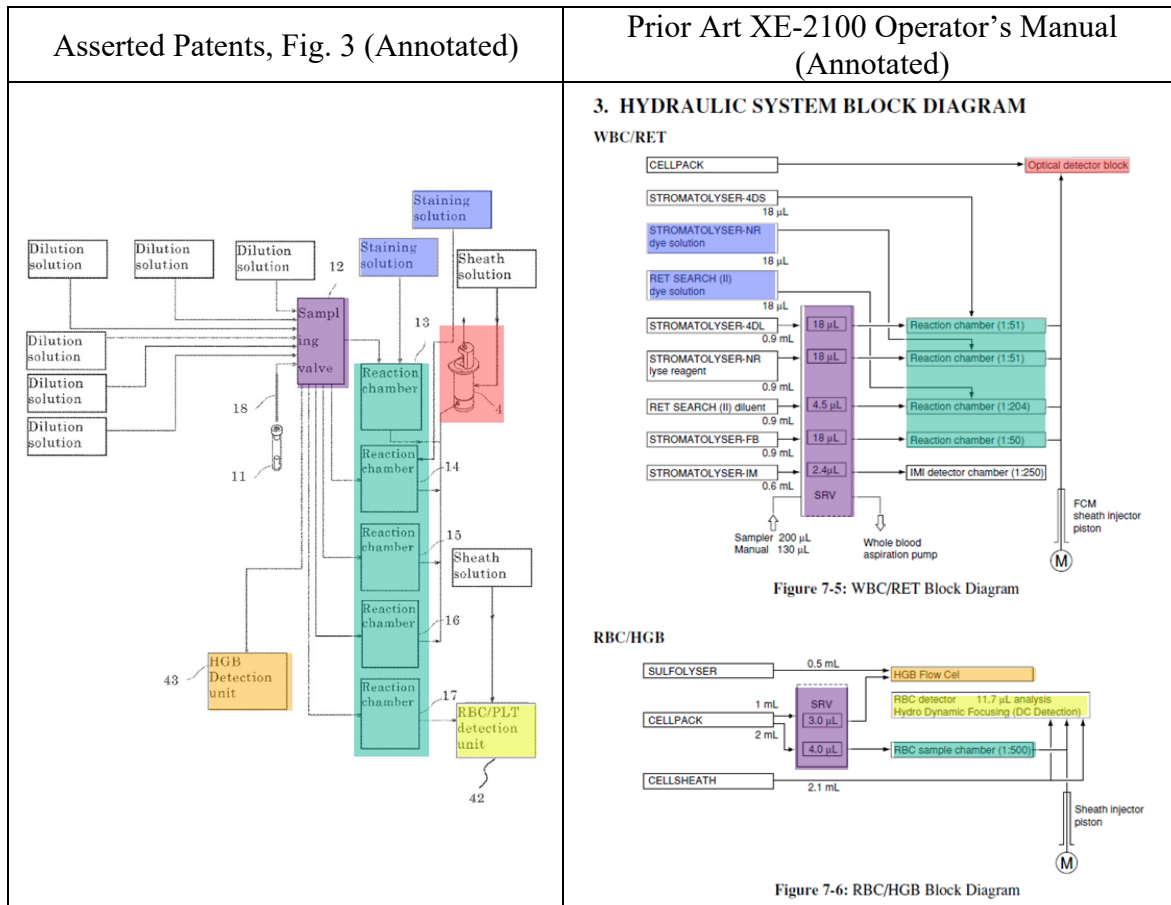 Asserted Patents, Fig. 3 (Annotated)
Prior Art XE-2100 Operator's Manual
(Annotated)
Staining
solution
Dilution
solution
Dilution
solution
Dilution
solution
12
Staining
solution
Sheath
solution
Sampl
ing
valve
13
Dilution
solution
Dilution
solution
Dilution
solution
18
11
Reaction
chamber
4
Reaction
chamber
14
Reaction
chamber
15
Sheath
solution
Reaction
chamber
16
43
HGB
Detection
unit
Reaction
chamber
17
RBC/PLT
detection
unit
42
3. HYDRAULIC SYSTEM BLOCK DIAGRAM
WBC/RET
CELLPACK
Optical detector block
STROMATOLYSER-4DS
18 µL
STROMATOLYSER-NR
dye solution
18 µL
RET SEARCH (II)
dye solution
18 µL
STROMATOLYSER-4DL
0.9 mL
18 µL
Reaction chamber (1:51)
STROMATOLYSER-NR
lyse reagent
0.9 mL
18 µL
Reaction chamber (1:51)
RET SEARCH (II) diluent
0.9 mL
4.5 µL
Reaction chamber (1:204)
STROMATOLYSER-FB
0.9 mL
18 µL
Reaction chamber (1:50)
STROMATOLYSER-IM
0.6 mL
2.4µL
IMI detector chamber (1:250)
SRV
Sampler 200 µL
Manual 130 µL
Whole blood
aspiration pump
FCM
sheath injector
piston
M
Figure 7-5: WBC/RET Block Diagram
RBC/HGB
SULFOLYSER
0.5 mL
HGB Flow Cel
CELLPACK
1 mL
2 mL
SRV
3.0 µL
4.0 µL
RBC detector 11.7 µL analysis
Hydro Dynamic Focusing (DC Detection)
RBC sample chamber (1:500)
CELLSHEATH
2.1 mL
Sheath injector
piston
M
Figure 7-6: RBC/HGB Block Diagram